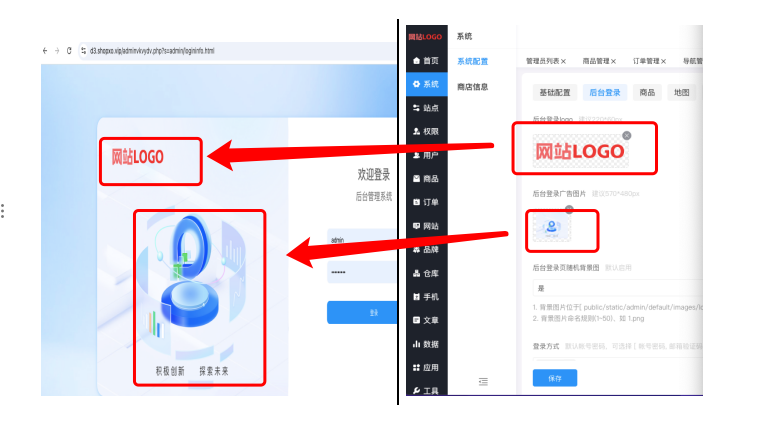 d3.shopxo.vip/adminvkvydv.php?s=admin/logininfo.html
网站LOGO
欢迎登录
后台管理系统
admin
登录
积极创新 探索未来
网站LOGO
首页
系统
站点
权限
用户
商品
订单
网站
品牌
仓库
手机
文章
数据
应用
工具
系统
系统配置
商店信息
管理员列表× 商品管理× 订单管理× 导航管
基础配置 后台登录 商品 地图
后台登录logo 建议220*60px
网站LOGO
后台登录广告图片 建议570*480px
后台登录页随机背景图 默认启用
是
1. 背景图片位于[ public/static/admin/default/images/lo
2. 背景图片命名规则(1~50)、如 1.png
登录方式 默认帐号密码，可选择 [ 帐号密码, 邮箱验证码
保存